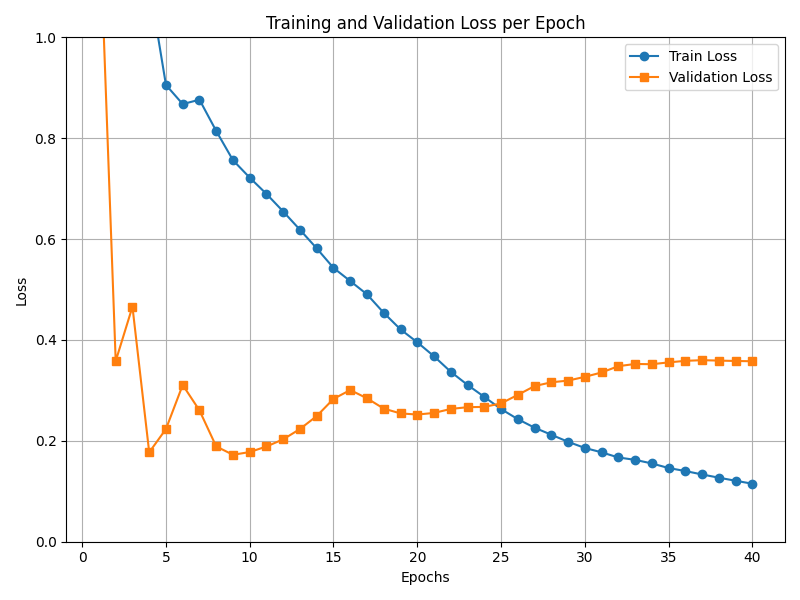 Training and Validation Loss per Epoch
Train Loss
Validation Loss
Loss
1.0
0.8
0.6
0.4
0.2
0.0
0 5 10 15 20 25 30 35 40
Epochs